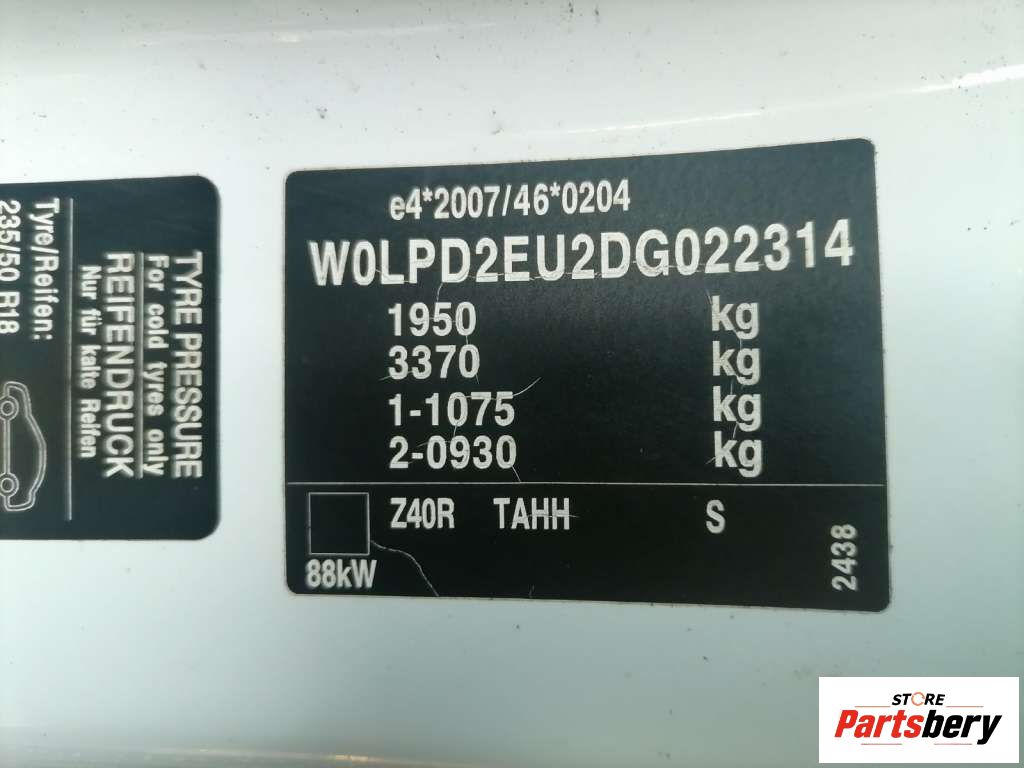 e4*2007/46*0204
W0LPD2EU2DG022314
1950 kg
3370 kg
1-1075 kg
2-0930 kg
Z40R TAHH S
88kW
2438
TYRE PRESSURE
For cold tyres only
REIFENDRUCK
Nur für kalte Reifen
Tyre/Reifen:
235/50 R18
STORE
Partsbery